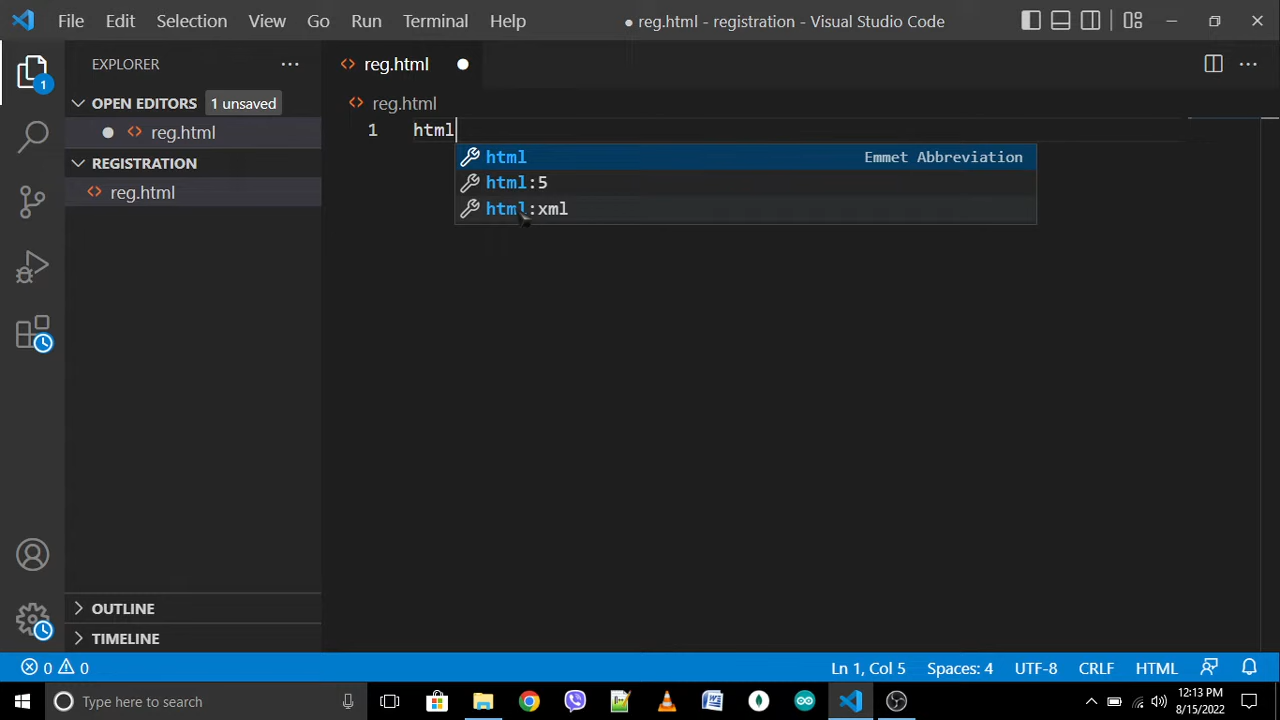 File Edit Selection View Go Run Terminal Help ● reg.html - registration - Visual Studio Code
EXPLORER
OPEN EDITORS 1 unsaved
reg.html
REGISTRATION
reg.html
OUTLINE
TIMELINE
1
1
reg.html
reg.html
1 html
html Emmet Abbreviation
html:5
html:xml
0 0 Ln 1, Col 5 Spaces: 4 UTF-8 CRLF HTML
Type here to search
12:13 PM
8/15/2022